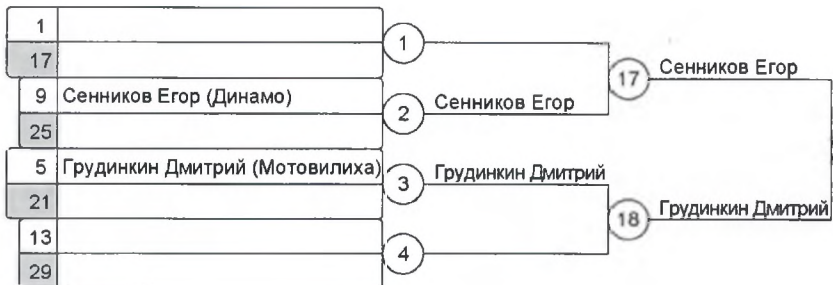 1
1
17
17 Сенников Егор
9 Сенников Егор (Динамо)
2 Сенников Егор
25
5 Грудинкин Дмитрий (Мотовилиха)
3 Грудинкин Дмитрий
21
18 Грудинкин Дмитрий
13
4
29